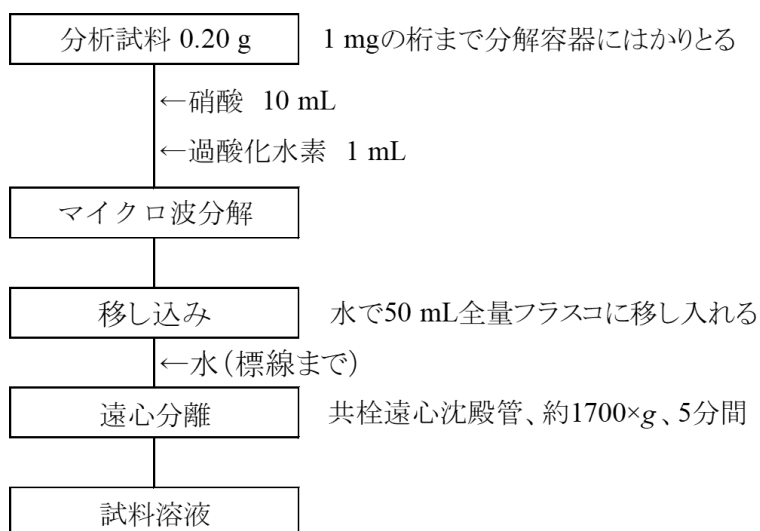 分析試料 0.20 g 1 mgの桁まで分解容器にはかりとる
←硝酸 10 mL
←過酸化水素 1 mL
マイクロ波分解
移し込み 水で50 mL全量フラスコに移し入れる
←水(標線まで)
遠心分離 共栓遠心沈殿管、約1700×g、5分間
試料溶液